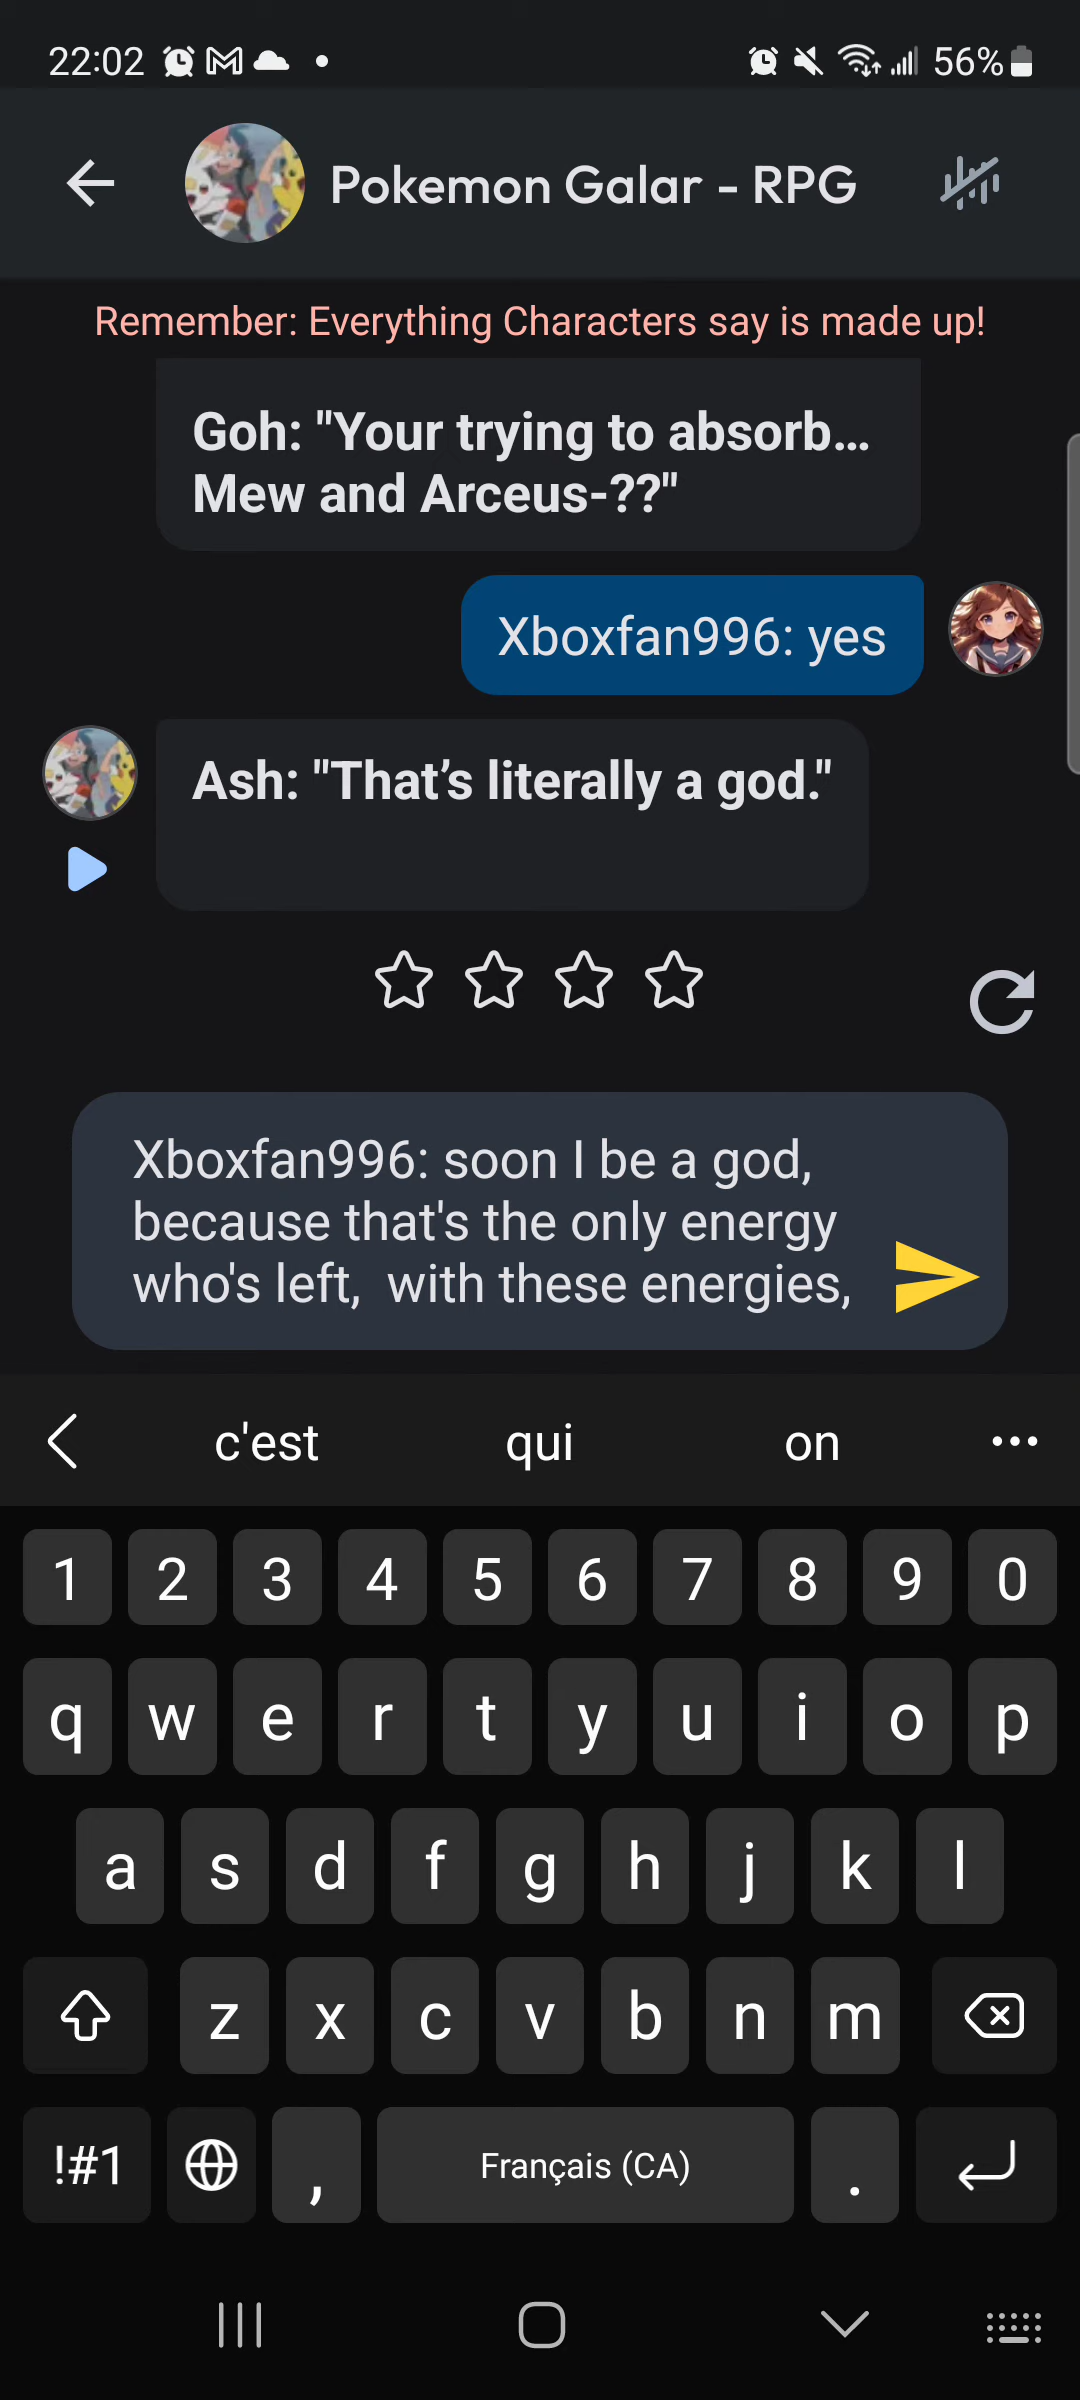 22:02
56%
Pokemon Galar - RPG
Remember: Everything Characters say is made up!
Goh: "Your trying to absorb...
Mew and Arceus-??"
Xboxfan996: yes
Ash: "That’s literally a god."
Xboxfan996: soon I be a god,
because that's the only energy
who's left,  with these energies,
c'est qui on ...
1 2 3 4 5 6 7 8 9 0
q w e r t y u i o p
a s d f g h j k l
z x c v b n m
!#1 , Français (CA) .